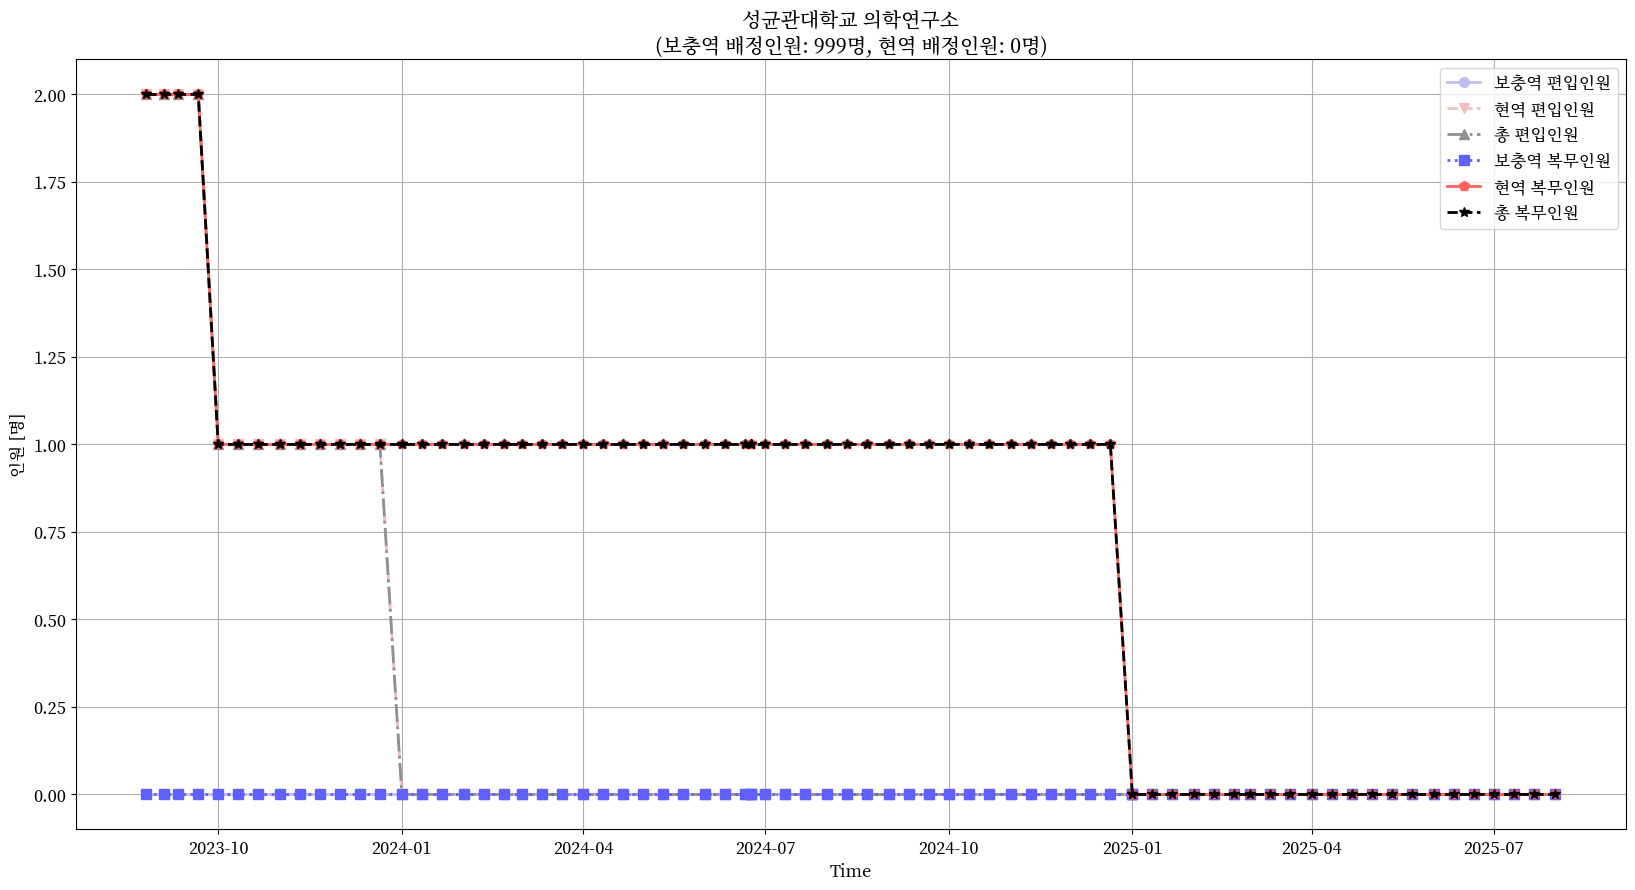 성균관대학교 의학연구소
(보충역 배정인원: 999명, 현역 배정인원: 0명)
보충역 편입인원
현역 편입인원
총 편입인원
보충역 복무인원
현역 복무인원
총 복무인원
인원 [명]
2.00
1.75
1.50
1.25
1.00
0.75
0.50
0.25
0.00
2023-10
2024-01
2024-04
2024-07
2024-10
2025-01
2025-04
2025-07
Time